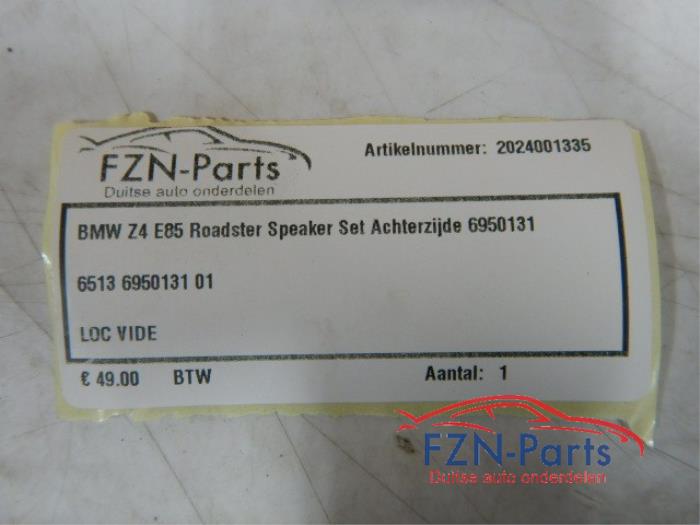 FZN-Parts
Duitse auto onderdelen
Artikelnummer: 2024001335
BMW Z4 E85 Roadster Speaker Set Achterzijde 6950131
6513 6950131 01
LOC VIDE
€ 49.00 BTW Aantal: 1
FZN-Parts
Duitse auto onderdelen